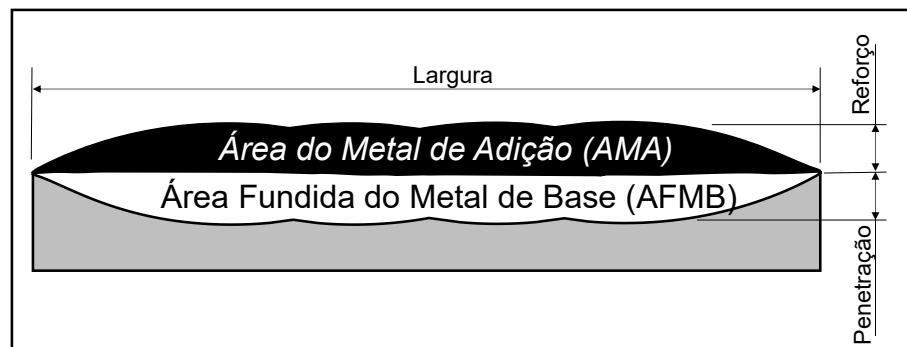 Largura
Reforço
Área do Metal de Adição (AMA)
Área Fundida do Metal de Base (AFMB)
Penetração